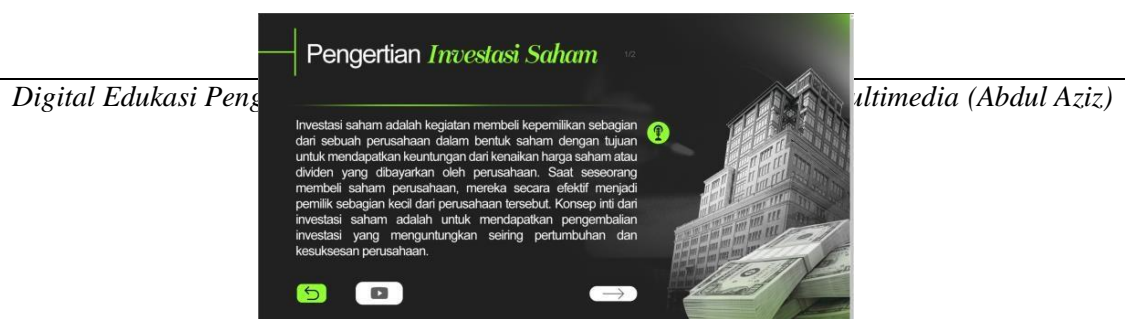 Pengertian Investasi Saham
1/2
Digital Edukasi Peng
ultimedia (Abdul Aziz)
Investasi saham adalah kegiatan membeli kepemilikan sebagian
dari sebuah perusahaan dalam bentuk saham dengan tujuan
untuk mendapatkan keuntungan dari kenaikan harga saham atau
dividen yang dibayarkan oleh perusahaan. Saat seseorang
membeli saham perusahaan, mereka secara efektif menjadi
pemilik sebagian kecil dari perusahaan tersebut. Konsep inti dari
investasi saham adalah untuk mendapatkan pengembalian
investasi yang menguntungkan seiring pertumbuhan dan
kesuksesan perusahaan.